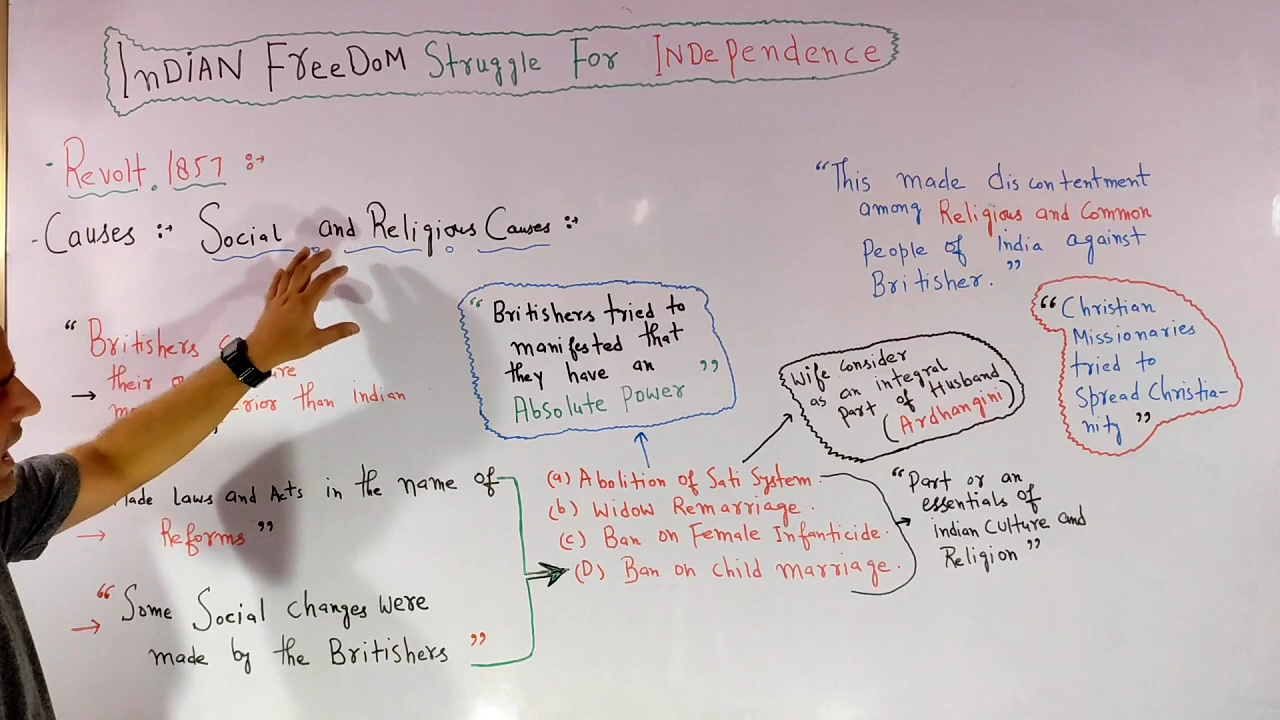 INDIAN FREEDOM Struggle For INDependence
Revolt 1857 :→
Causes :→ Social and Religious Causes :→
"Britishers
→ their
than indian
Made Laws and Acts in the name of
→ Reforms"
"Some Social changes were
→ made by the Britishers"
"Britishers tried to
manifested that
they have an "
Absolute Power
(a) Abolition of Sati System.
(b) Widow Remarriage.
(c) Ban on Female Infanticide.
(D) Ban on child marriage.
Wife consider
as an integral
part of Husband
(Ardhangini)
"Part or an
essentials of
indian Culture and
Religion"
"This made discontentment
among Religious and Common
People of India against
Britisher."
"Christian
Missionaries
tried to
Spread Christia-
nity"